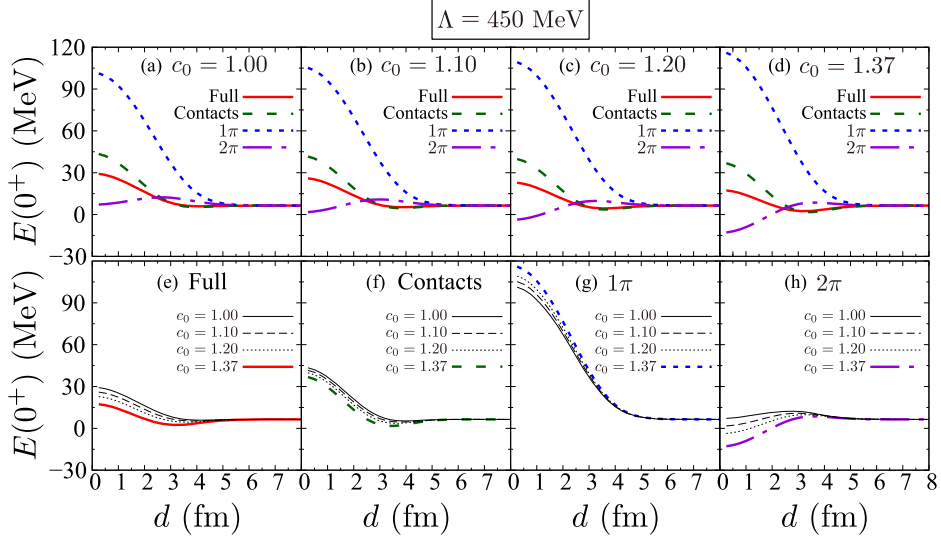 Λ = 450 MeV
E(0⁺) (MeV)
120
90
60
30
0
−30
(a) c₀ = 1.00
Full
Contacts
1π
2π
(b) c₀ = 1.10
Full
Contacts
1π
2π
(c) c₀ = 1.20
Full
Contacts
1π
2π
(d) c₀ = 1.37
Full
Contacts
1π
2π
E(0⁺) (MeV)
90
60
30
0
−30
(e) Full
c₀ = 1.00
c₀ = 1.10
c₀ = 1.20
c₀ = 1.37
(f) Contacts
c₀ = 1.00
c₀ = 1.10
c₀ = 1.20
c₀ = 1.37
(g) 1π
c₀ = 1.00
c₀ = 1.10
c₀ = 1.20
c₀ = 1.37
(h) 2π
c₀ = 1.00
c₀ = 1.10
c₀ = 1.20
c₀ = 1.37
0 1 2 3 4 5 6 7 0 1 2 3 4 5 6 7 0 1 2 3 4 5 6 7 0 1 2 3 4 5 6 7 8
d (fm) d (fm) d (fm) d (fm)